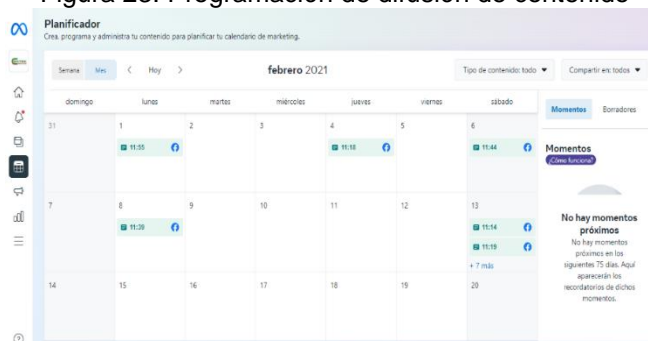 Figura 28. Programación de difusión de contenido
Planificador
Crea, programa y administra tu contenido para planificar tu calendario de marketing.
Semana Mes < Hoy > febrero 2021 Tipo de contenido: todo Compartir en: todos
domingo lunes martes miércoles jueves viernes sábado
Momentos Borradores
31 1 2 3 4 5 6
11:55 11:18 11:44
Momentos
¿Cómo funciona?
7 8 9 10 11 12 13
11:39 11:14
11:19
+ 7 más
No hay momentos
próximos
No hay momentos
próximos en los
siguientes 75 días. Aquí
aparecerán los
recordatorios de dichos
momentos.
14 15 16 17 18 19 20